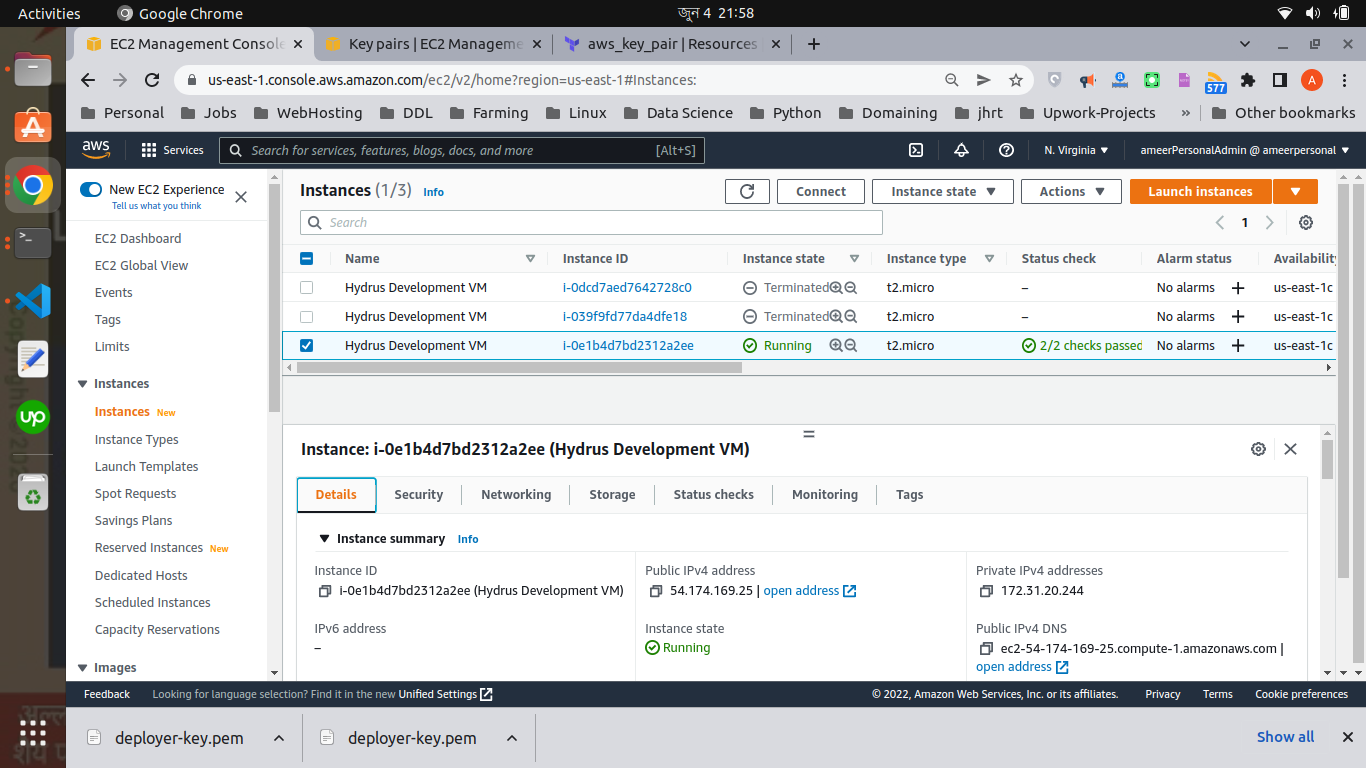 Activities Google Chrome जुन 4 21:58
EC2 Management Console Key pairs | EC2 Manageme aws_key_pair | Resources
us-east-1.console.aws.amazon.com/ec2/v2/home?region=us-east-1#Instances: 577 A
Personal Jobs WebHosting DDL Farming Linux Data Science Python Domaining jhrt Upwork-Projects » Other bookmarks
aws Services Search for services, features, blogs, docs, and more [Alt+S] N. Virginia ameerPersonalAdmin @ ameerpersonal
New EC2 Experience
Tell us what you think
EC2 Dashboard
EC2 Global View
Events
Tags
Limits
Instances
Instances New
Instance Types
Launch Templates
Spot Requests
Savings Plans
Reserved Instances New
Dedicated Hosts
Scheduled Instances
Capacity Reservations
Images
Instances (1/3) Info Connect Instance state Actions Launch instances
Search 1
Name Instance ID Instance state Instance type Status check Alarm status Availability
Hydrus Development VM i-0dcd7aed7642728c0 Terminated t2.micro – No alarms + us-east-1c
Hydrus Development VM i-039f9fd77da4dfe18 Terminated t2.micro – No alarms + us-east-1c
Hydrus Development VM i-0e1b4d7bd2312a2ee Running t2.micro 2/2 checks passed No alarms + us-east-1c
Instance: i-0e1b4d7bd2312a2ee (Hydrus Development VM)
Details Security Networking Storage Status checks Monitoring Tags
Instance summary Info
Instance ID
i-0e1b4d7bd2312a2ee (Hydrus Development VM)
IPv6 address
–
Public IPv4 address
54.174.169.25 | open address
Instance state
Running
Private IPv4 addresses
172.31.20.244
Public IPv4 DNS
ec2-54-174-169-25.compute-1.amazonaws.com |
open address
Feedback Looking for language selection? Find it in the new Unified Settings © 2022, Amazon Web Services, Inc. or its affiliates. Privacy Terms Cookie preferences
deployer-key.pem deployer-key.pem Show all
up